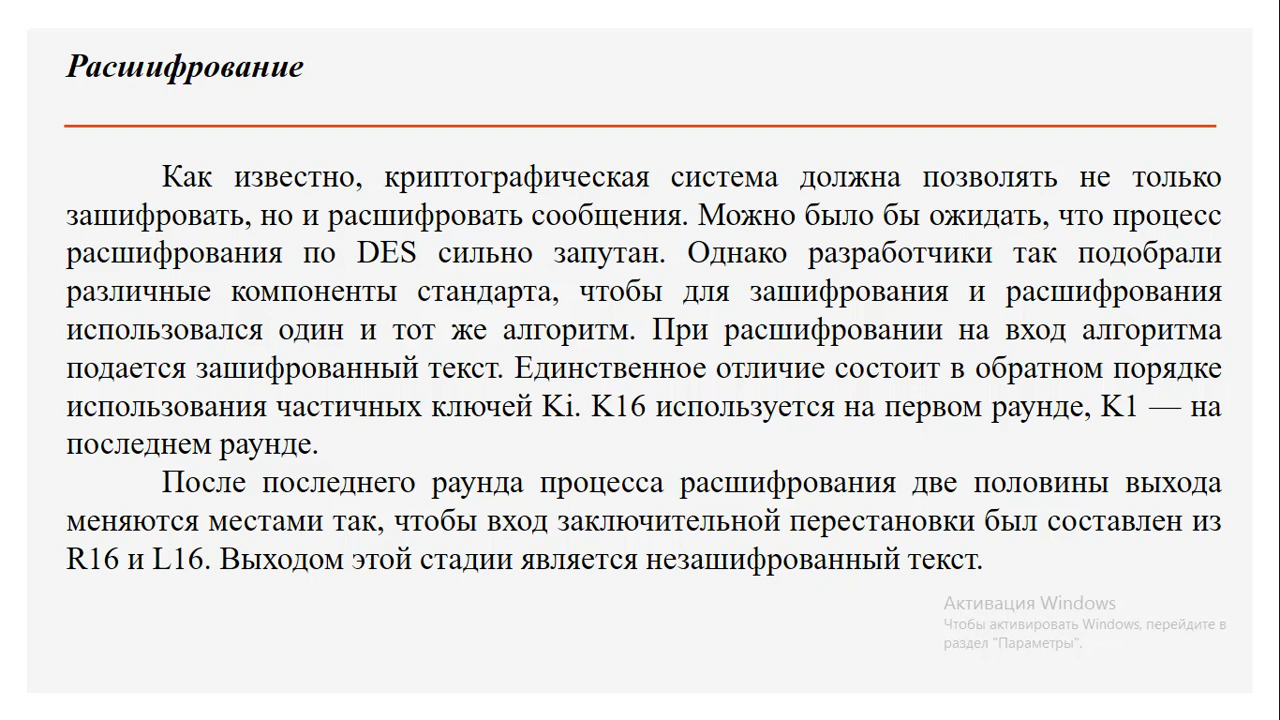 Расшифрование
Как известно, криптографическая система должна позволять не только
зашифровать, но и расшифровать сообщения. Можно было бы ожидать, что процесс
расшифрования по DES сильно запутан. Однако разработчики так подобрали
различные компоненты стандарта, чтобы для зашифрования и расшифрования
использовался один и тот же алгоритм. При расшифровании на вход алгоритма
подается зашифрованный текст. Единственное отличие состоит в обратном порядке
использования частичных ключей Ki. K16 используется на первом раунде, K1 — на
последнем раунде.
После последнего раунда процесса расшифрования две половины выхода
меняются местами так, чтобы вход заключительной перестановки был составлен из
R16 и L16. Выходом этой стадии является незашифрованный текст.
Активация Windows
Чтобы активировать Windows, перейдите в
раздел "Параметры".